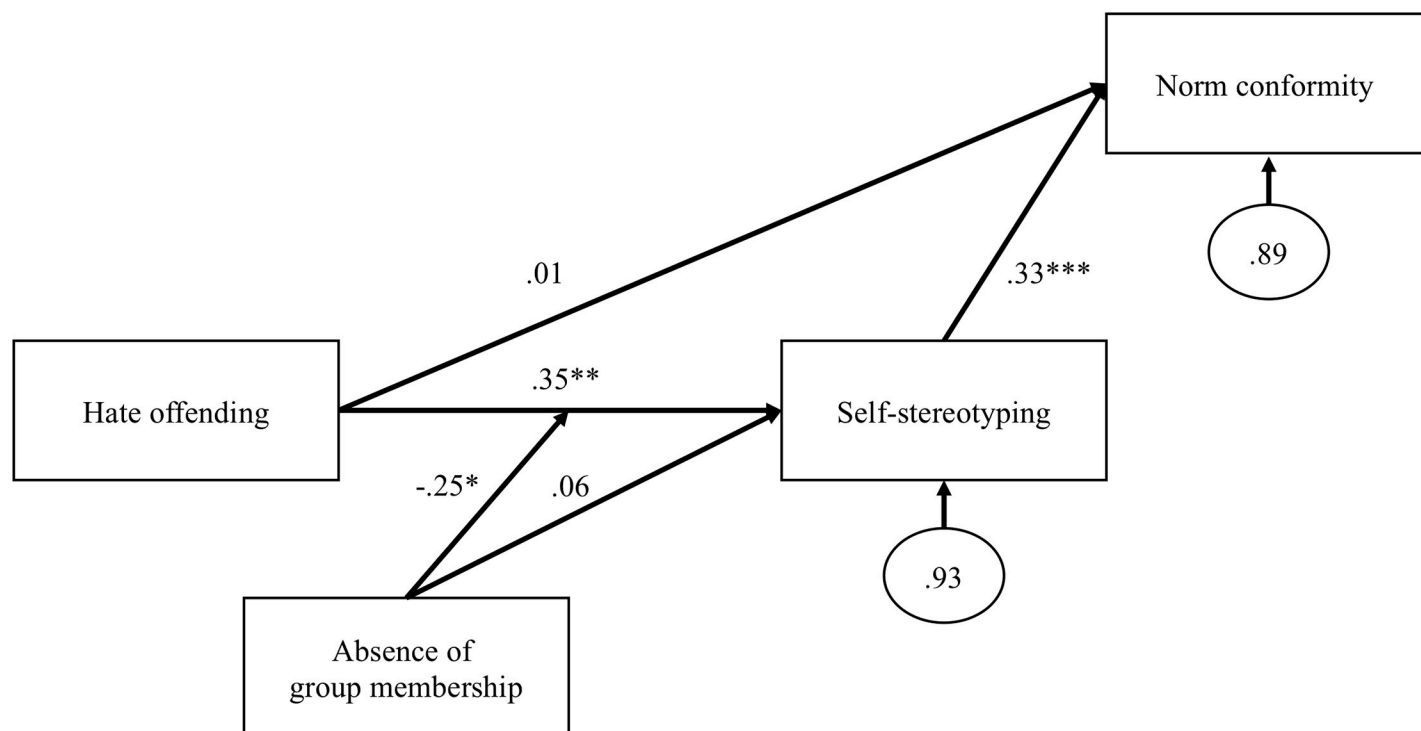 Norm conformity
.89
.01
.33***
Hate offending
.35**
Self-stereotyping
-.25*
.06
.93
Absence of
group membership